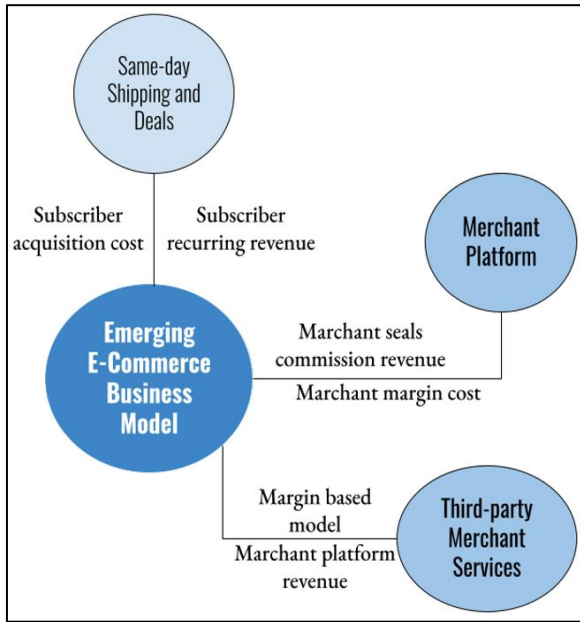 Same-day
Shipping and
Deals
Subscriber
acquisition cost
Subscriber
recurring revenue
Merchant
Platform
Emerging
E-Commerce
Business
Model
Marchant seals
commission revenue
Marchant margin cost
Margin based
model
Marchant platform
revenue
Third-party
Merchant
Services